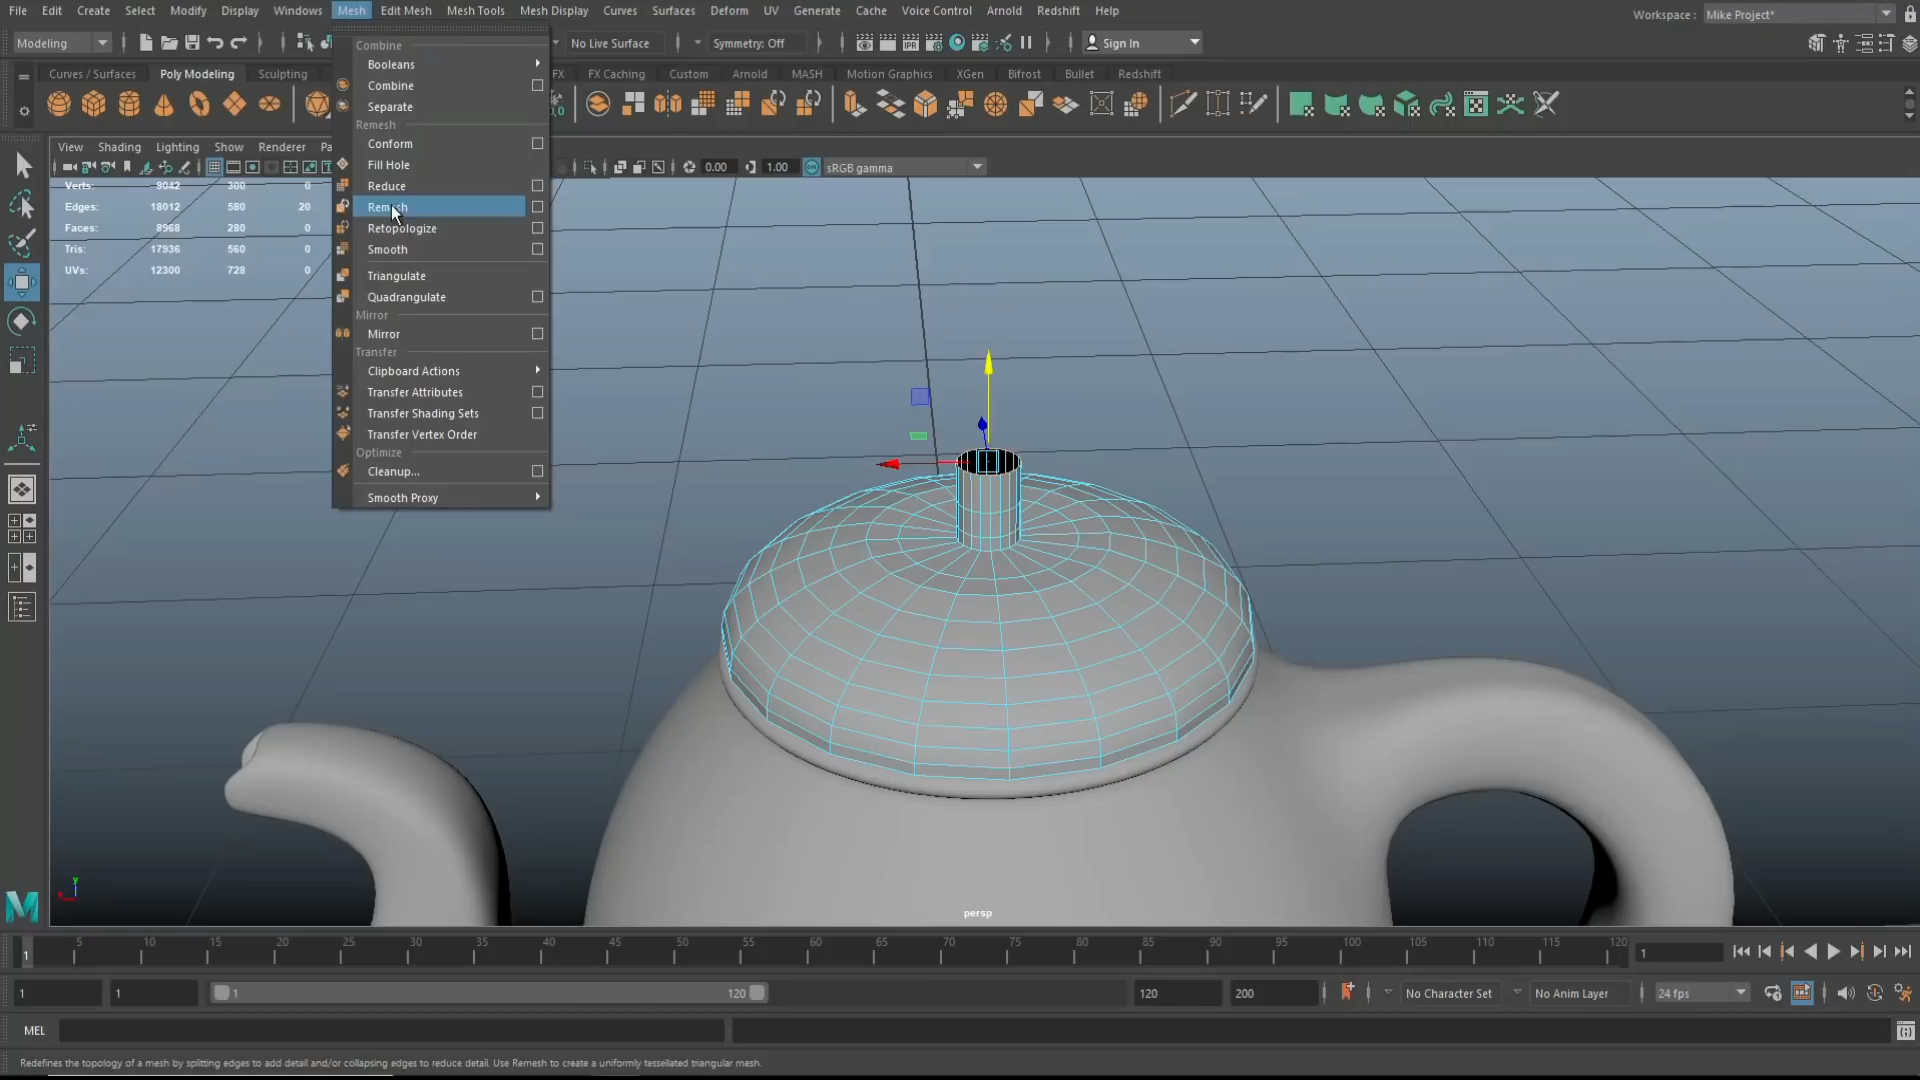 File Edit Create Select Modify Display Windows Mesh Edit Mesh Mesh Tools Mesh Display Curves Surfaces Deform UV Generate Cache Voice Control Arnold Redshift Help
Workspace : Mike Project*
Modeling
No Live Surface
Symmetry: Off
Sign In
Curves / Surfaces Poly Modeling Sculpting FX FX Caching Custom Arnold MASH Motion Graphics XGen Bifrost Bullet Redshift
IPR
Combine
Booleans
Combine
Separate
Remesh
Conform
Fill Hole
Reduce
Remesh
Retopologize
Smooth
Triangulate
Quadrangulate
Mirror
Mirror
Transfer
Clipboard Actions
Transfer Attributes
Transfer Shading Sets
Transfer Vertex Order
Optimize
Cleanup...
Smooth Proxy
View Shading Lighting Show Renderer Pa
0.00 1.00 sRGB gamma
Verts: 9042 300 0
Edges: 18012 580 20
Faces: 8968 280 0
Tris: 17936 560 0
UVs: 12300 728 0
y
persp
5 10 15 20 25 30 35 40 45 50 55 60 65 70 75 80 85 90 95 100 105 110 115 120
1
1
1 1 1 120 120 200 No Character Set No Anim Layer 24 fps
MEL
Redefines the topology of a mesh by splitting edges to add detail and/or collapsing edges to reduce detail. Use Remesh to create a uniformly tessellated triangular mesh.